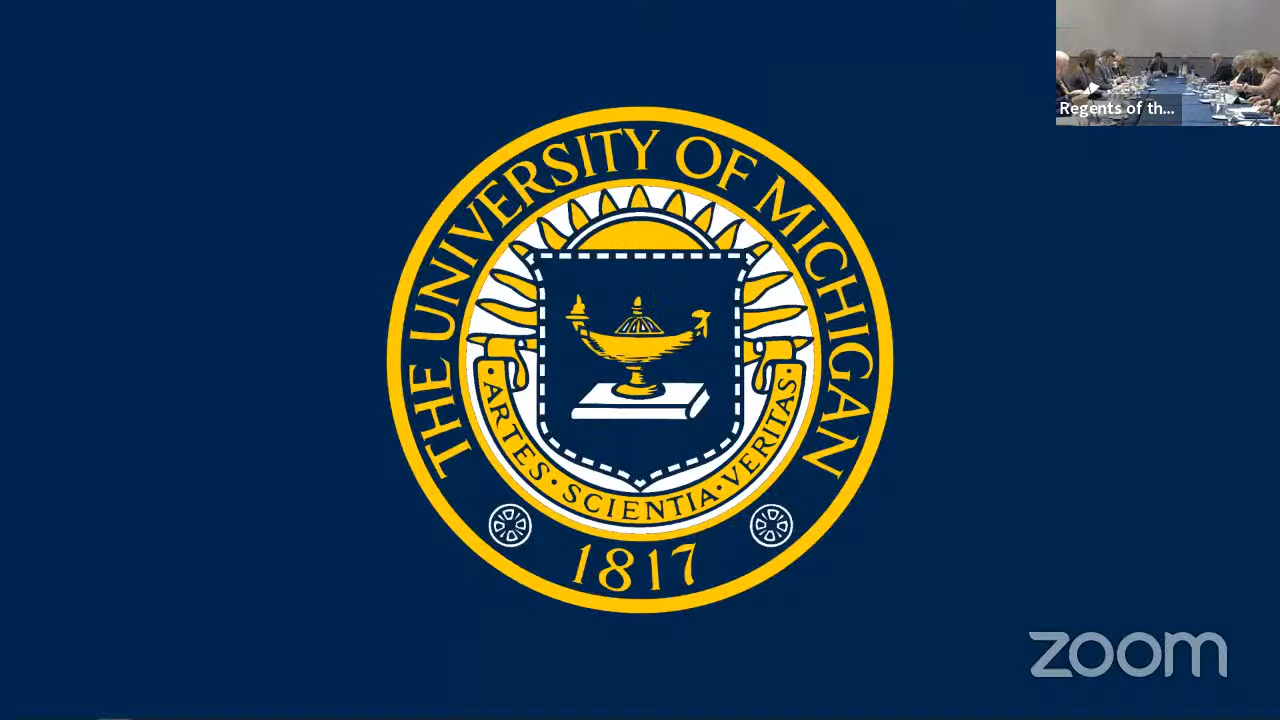 THE UNIVERSITY OF MICHIGAN
ARTES · SCIENTIA · VERITAS
1817
Regents of th...
zoom